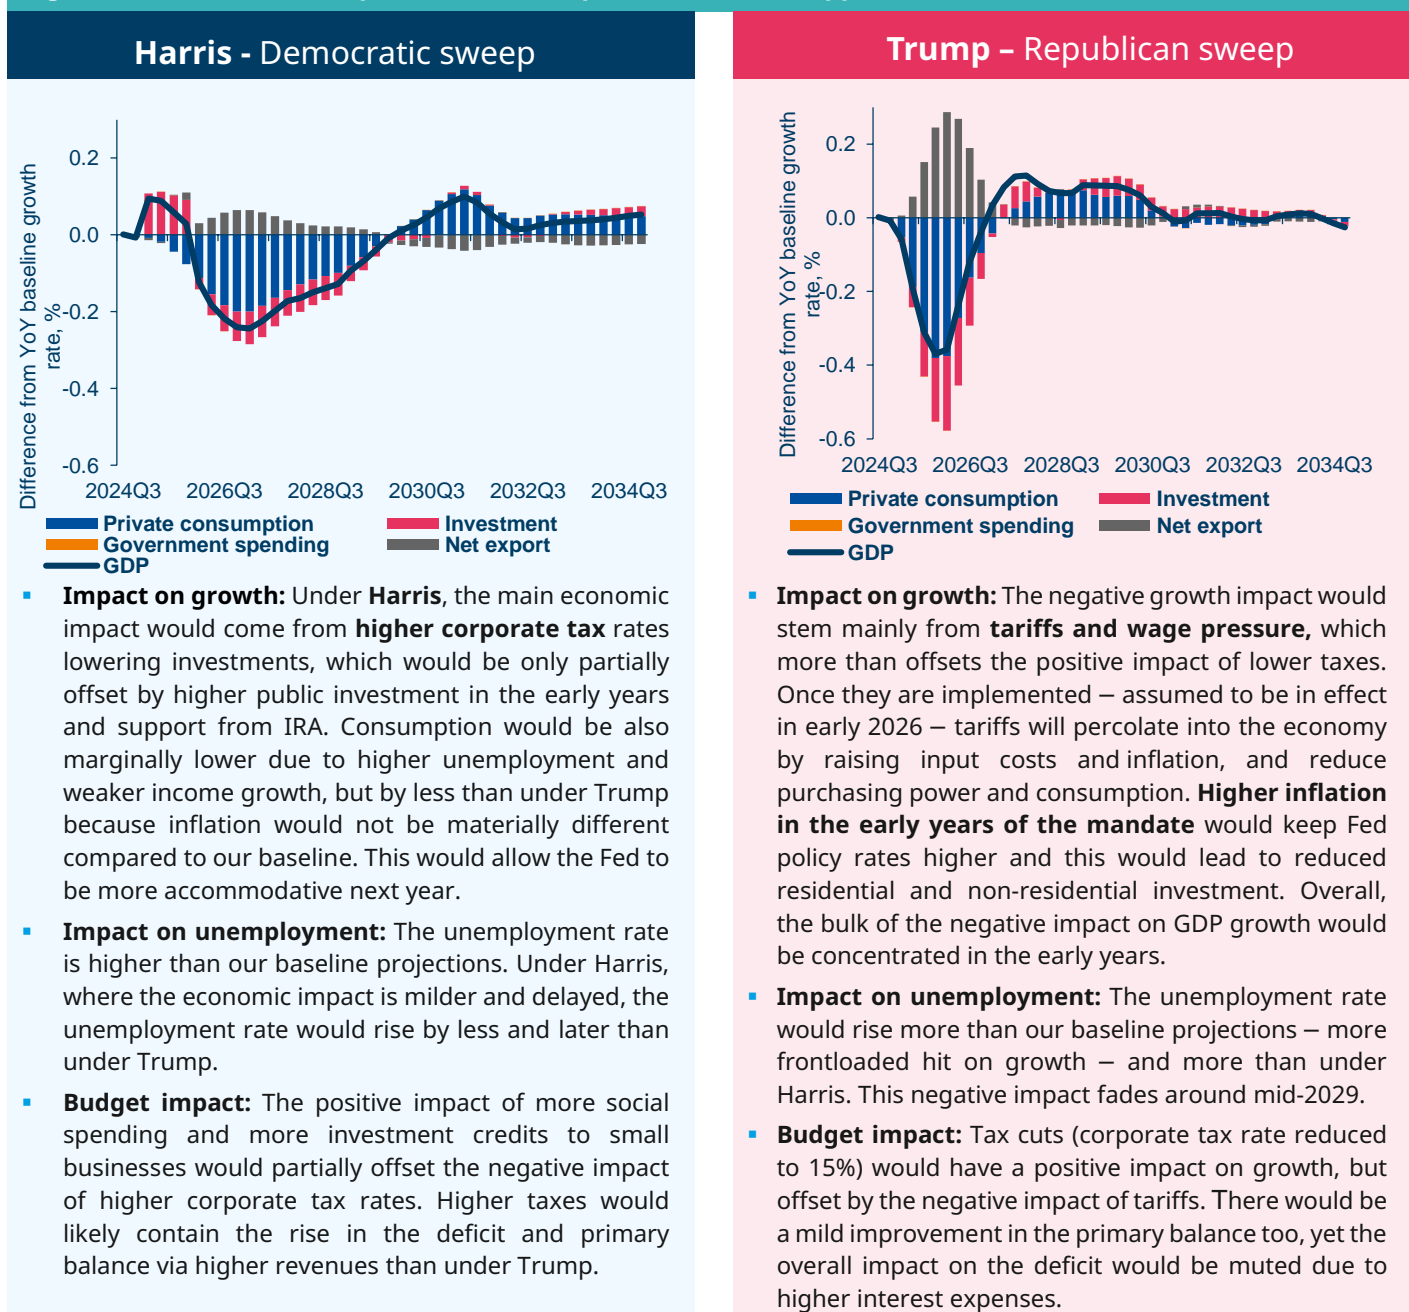 Harris - Democratic sweep
Difference from YoY baseline growth
rate, %
0.2
0.0
-0.2
-0.4
-0.6
2024Q3 2026Q3 2028Q3 2030Q3 2032Q3 2034Q3
Private consumption Investment
Government spending Net export
GDP
▪ Impact on growth: Under Harris, the main economic
impact would come from higher corporate tax rates
lowering investments, which would be only partially
offset by higher public investment in the early years
and support from IRA. Consumption would be also
marginally lower due to higher unemployment and
weaker income growth, but by less than under Trump
because inflation would not be materially different
compared to our baseline. This would allow the Fed to
be more accommodative next year.
▪ Impact on unemployment: The unemployment rate
is higher than our baseline projections. Under Harris,
where the economic impact is milder and delayed, the
unemployment rate would rise by less and later than
under Trump.
▪ Budget impact: The positive impact of more social
spending and more investment credits to small
businesses would partially offset the negative impact
of higher corporate tax rates. Higher taxes would
likely contain the rise in the deficit and primary
balance via higher revenues than under Trump.
Trump – Republican sweep
Difference from YoY baseline growth
rate, %
0.2
0.0
-0.2
-0.4
-0.6
2024Q3 2026Q3 2028Q3 2030Q3 2032Q3 2034Q3
Private consumption Investment
Government spending Net export
GDP
▪ Impact on growth: The negative growth impact would
stem mainly from tariffs and wage pressure, which
more than offsets the positive impact of lower taxes.
Once they are implemented – assumed to be in effect
in early 2026 – tariffs will percolate into the economy
by raising input costs and inflation, and reduce
purchasing power and consumption. Higher inflation
in the early years of the mandate would keep Fed
policy rates higher and this would lead to reduced
residential and non-residential investment. Overall,
the bulk of the negative impact on GDP growth would
be concentrated in the early years.
▪ Impact on unemployment: The unemployment rate
would rise more than our baseline projections – more
frontloaded hit on growth – and more than under
Harris. This negative impact fades around mid-2029.
▪ Budget impact: Tax cuts (corporate tax rate reduced
to 15%) would have a positive impact on growth, but
offset by the negative impact of tariffs. There would be
a mild improvement in the primary balance too, yet the
overall impact on the deficit would be muted due to
higher interest expenses.